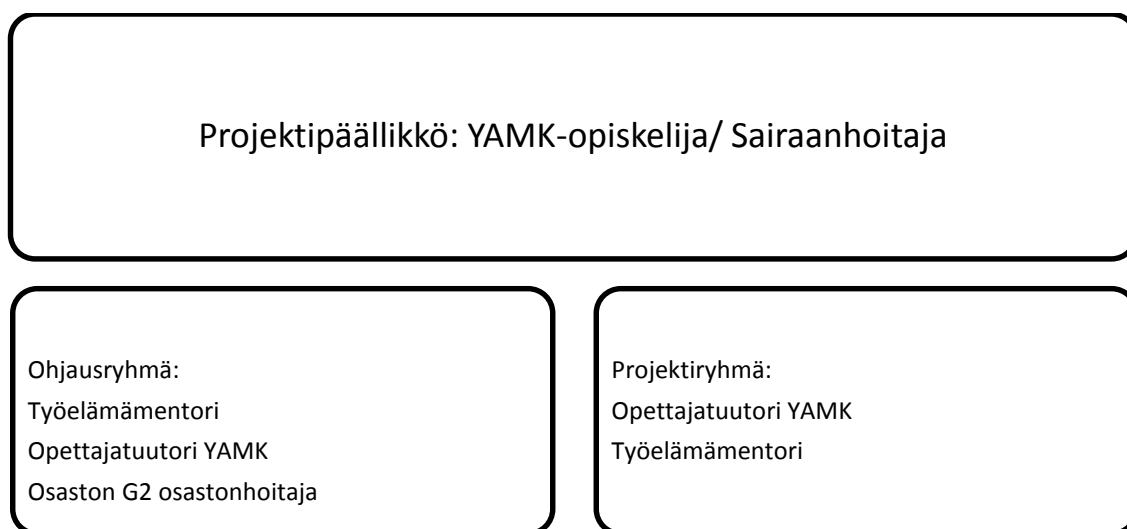 Projektipäällikkö: YAMK-opiskelija/ Sairaanhoitaja
Ohjausryhmä:
Työelämämentori
Opettajatuutori YAMK
Osaston G2 osastonhoitaja
Projektiryhmä:
Opettajatuutori YAMK
Työelämämentori